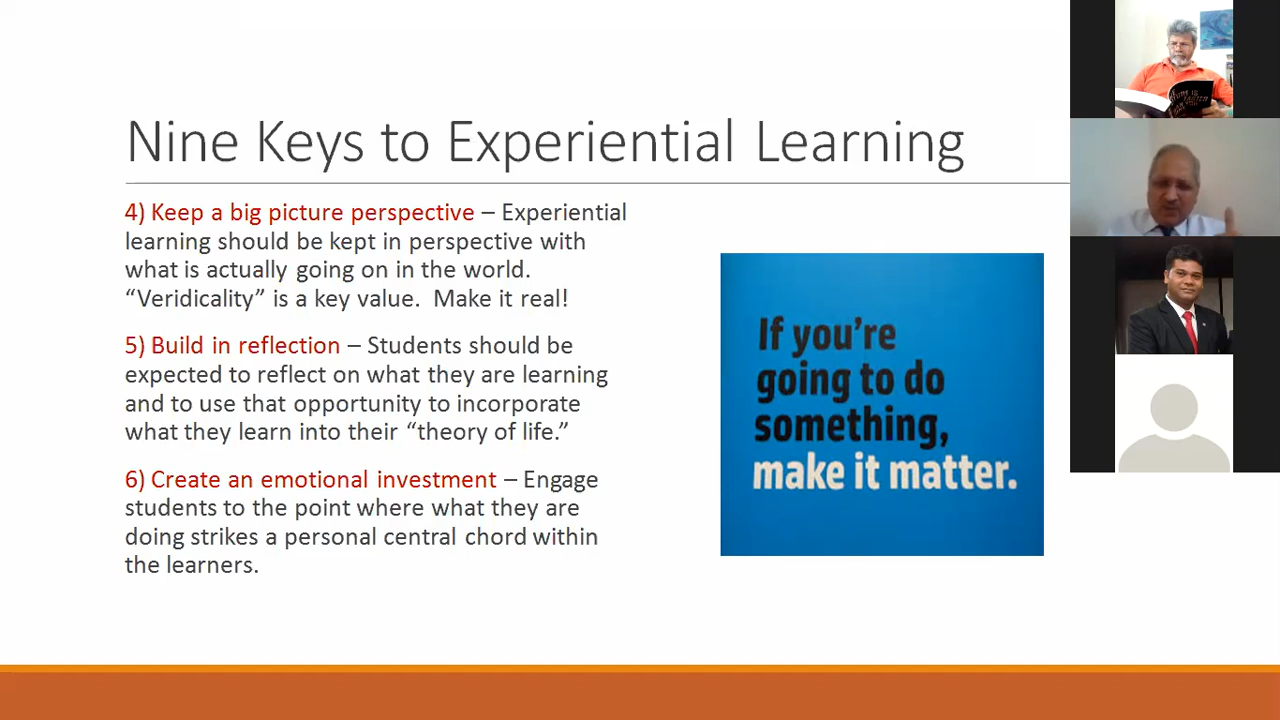 Nine Keys to Experiential Learning
4) Keep a big picture perspective – Experiential
learning should be kept in perspective with
what is actually going on in the world.
“Veridicality” is a key value.  Make it real!
5) Build in reflection – Students should be
expected to reflect on what they are learning
and to use that opportunity to incorporate
what they learn into their “theory of life.”
6) Create an emotional investment – Engage
students to the point where what they are
doing strikes a personal central chord within
the learners.
If you’re
going to do
something,
make it matter.